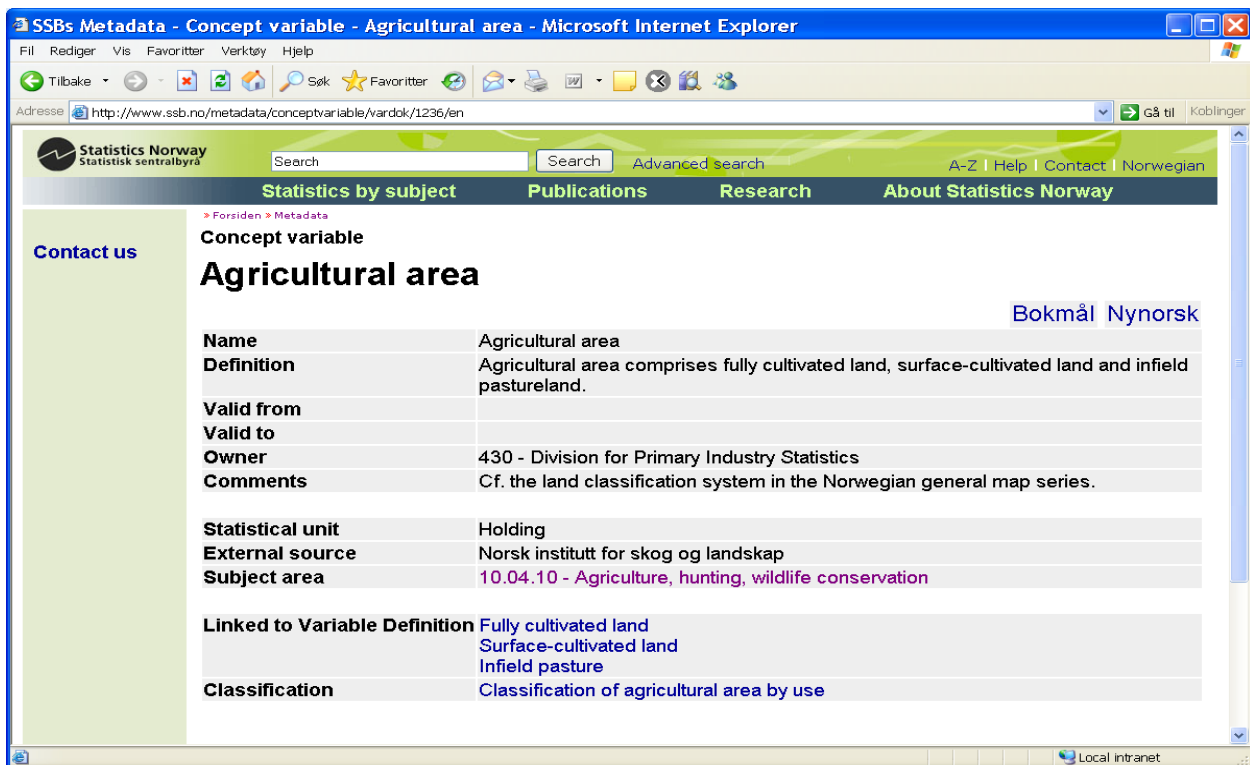 SSBs Metadata - Concept variable - Agricultural area - Microsoft Internet Explorer
Fil Rediger Vis Favoritter Verktøy Hjelp
Tilbake Søk Favoritter
Adresse http://www.ssb.no/metadata/conceptvariable/vardok/1236/en Gå til Koblinger
Statistics Norway
Statistisk sentralbyrå
Search Search Advanced search A-Z | Help | Contact | Norwegian
Statistics by subject Publications Research About Statistics Norway
» Forsiden » Metadata
Contact us
Concept variable
Agricultural area
Bokmål Nynorsk
Name Agricultural area
Definition Agricultural area comprises fully cultivated land, surface-cultivated land and infield
pastureland.
Valid from
Valid to
Owner 430 - Division for Primary Industry Statistics
Comments Cf. the land classification system in the Norwegian general map series.
Statistical unit Holding
External source Norsk institutt for skog og landskap
Subject area 10.04.10 - Agriculture, hunting, wildlife conservation
Linked to Variable Definition Fully cultivated land
Surface-cultivated land
Infield pasture
Classification Classification of agricultural area by use
Local intranet